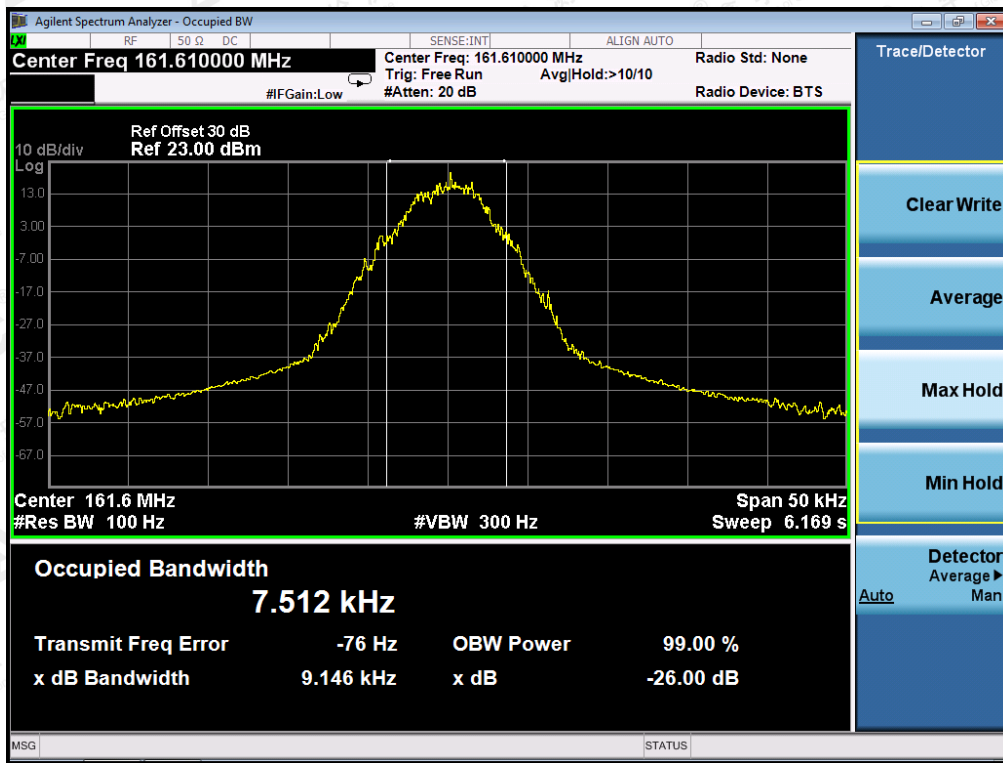 Agilent Spectrum Analyzer - Occupied BW
LXI RF 50 Ω DC SENSE:INT ALIGN AUTO
Center Freq 161.610000 MHz
Center Freq: 161.610000 MHz Radio Std: None
Trig: Free Run Avg|Hold:>10/10
#IFGain:Low #Atten: 20 dB Radio Device: BTS
Ref Offset 30 dB
10 dB/div Ref 23.00 dBm
Log
13.0
3.00
-7.00
-17.0
-27.0
-37.0
-47.0
-57.0
-67.0
Center 161.6 MHz Span 50 kHz
#Res BW 100 Hz #VBW 300 Hz Sweep 6.169 s
Occupied Bandwidth
7.512 kHz
Transmit Freq Error -76 Hz OBW Power 99.00 %
x dB Bandwidth 9.146 kHz x dB -26.00 dB
MSG STATUS
Trace/Detector
Clear Write
Average
Max Hold
Min Hold
Detector
Average
Auto Man